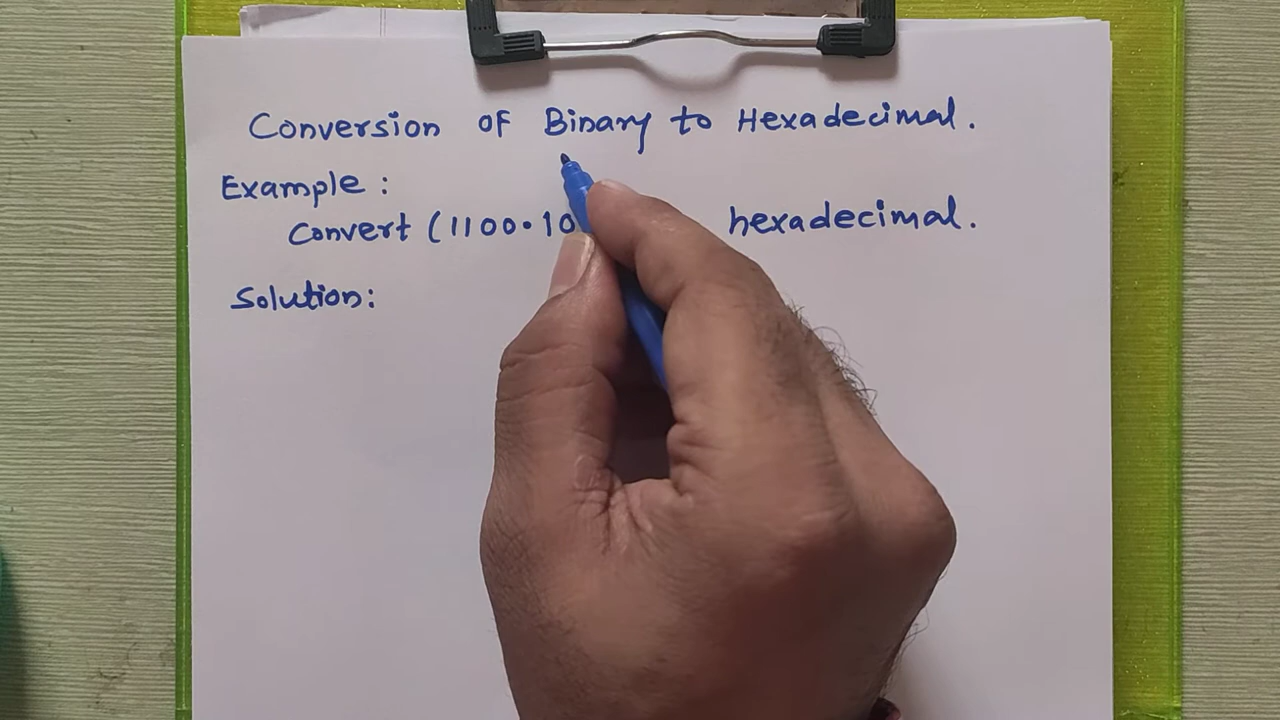 Conversion of Binary to Hexadecimal.
Example :
Convert (1100.10 hexadecimal.
Solution: